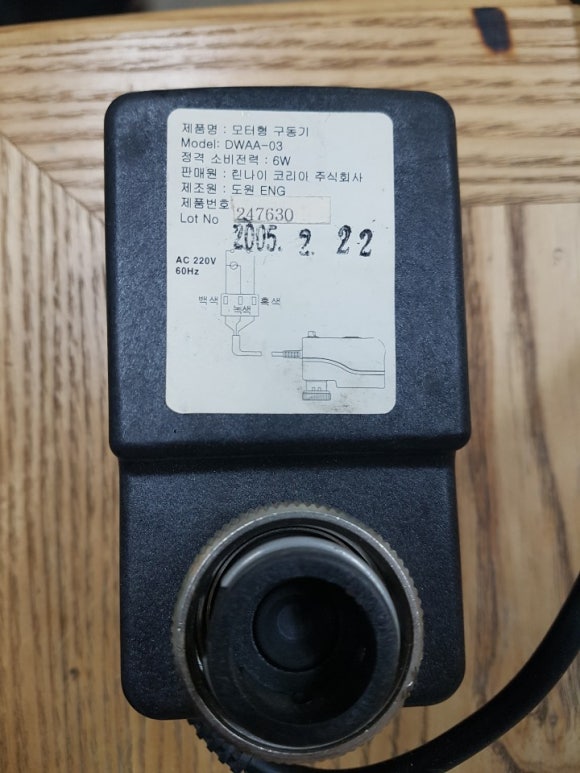 제품명 : 모터형 구동기
Model: DWAA-03
정격 소비전력 : 6W
판매원 : 린나이 코리아 주식회사
제조원 : 도원 ENG
제품번호
Lot No 247630
2005. 2. 22
AC 220V
60Hz
백색 흑색
녹색